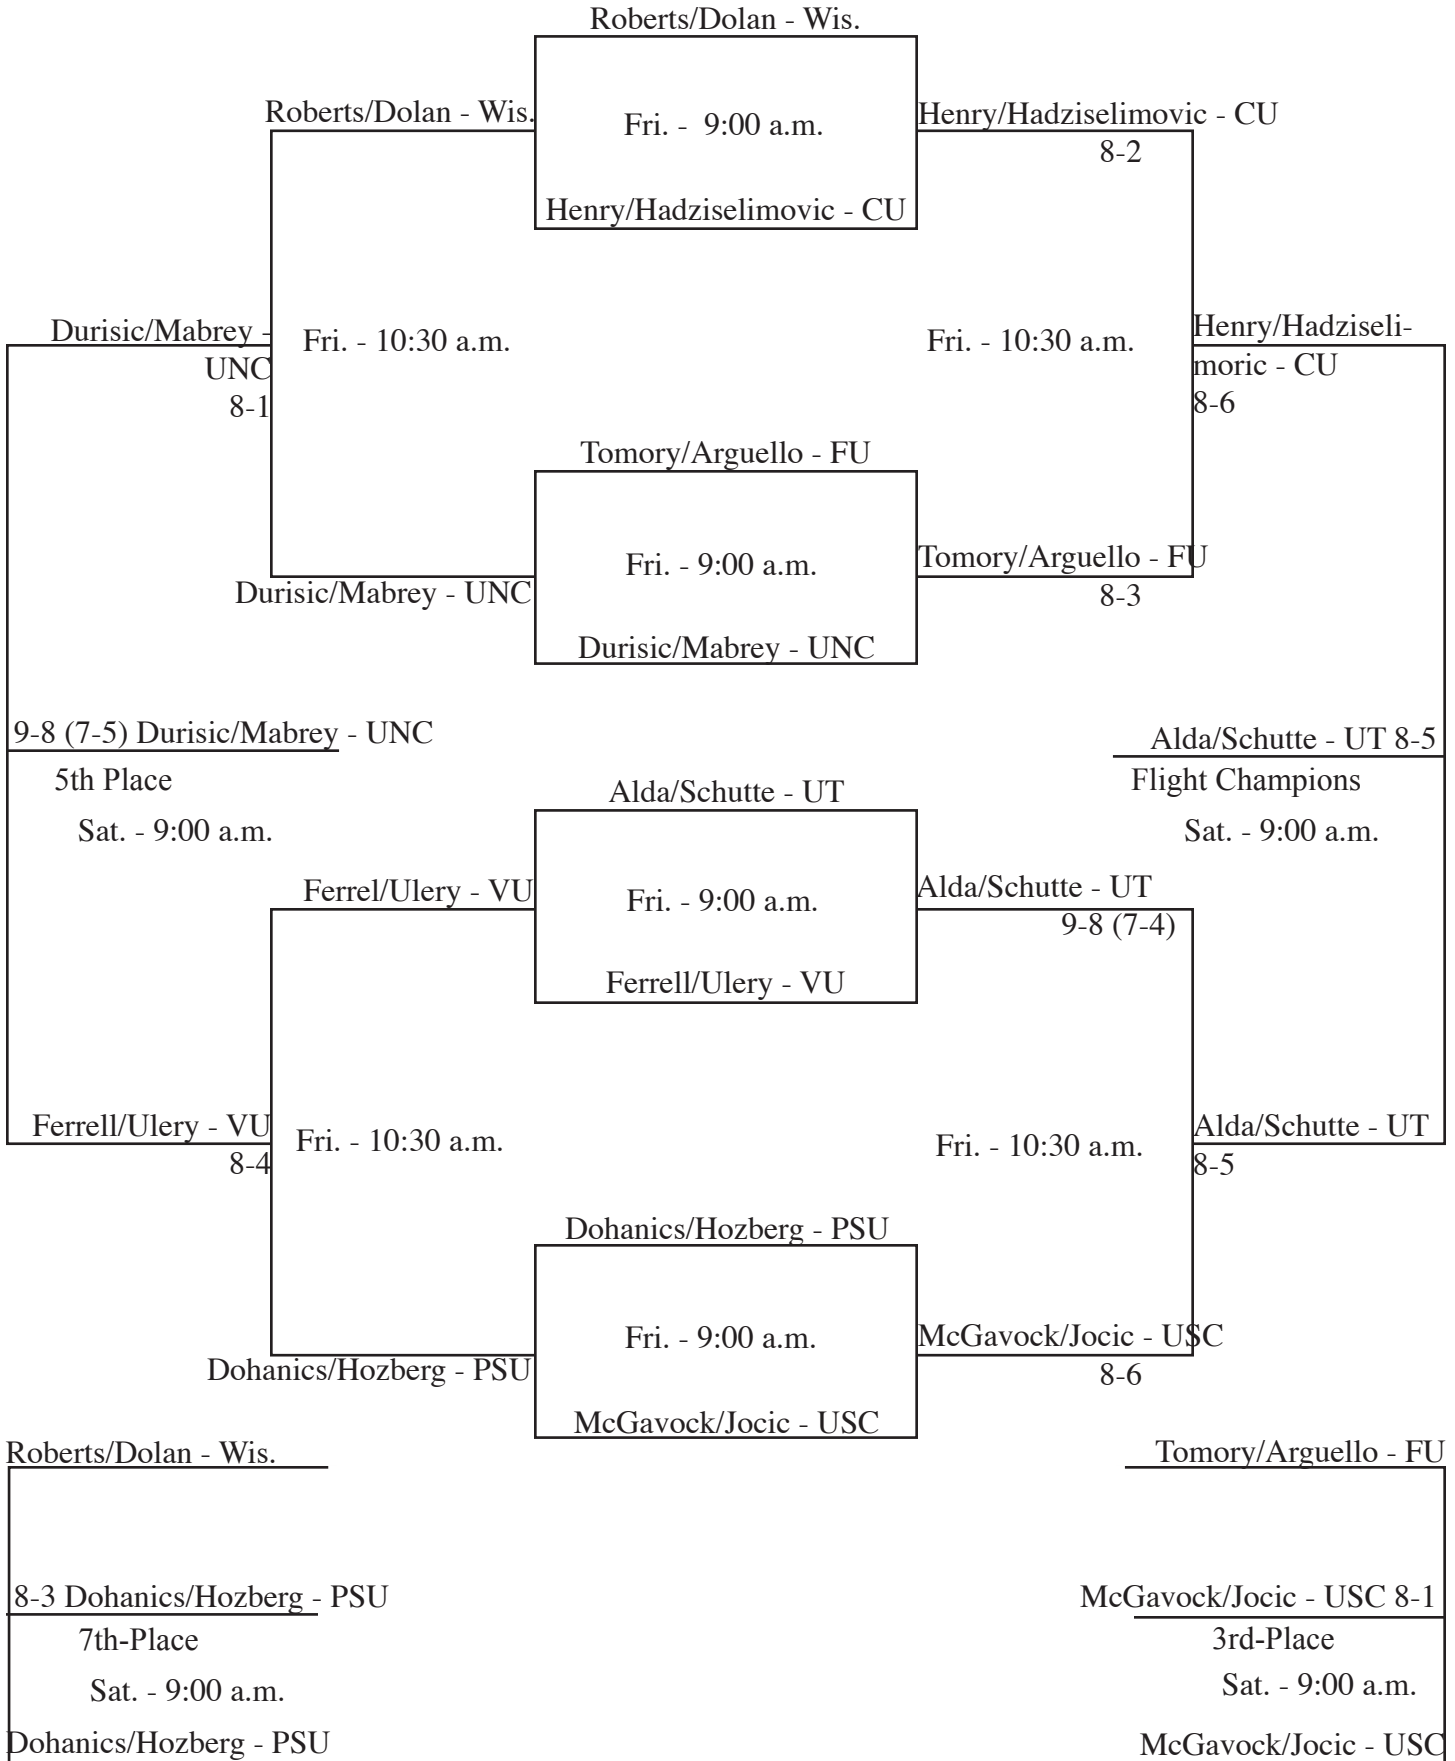 Roberts/Dolan - Wis.
Roberts/Dolan - Wis.
Fri. -  9:00 a.m.
Henry/Hadziselimovic - CU
8-2
Henry/Hadziselimovic - CU
Durisic/Mabrey -
UNC
8-1
Fri. - 10:30 a.m.
Fri. - 10:30 a.m.
Henry/Hadziseli-
moric - CU
8-6
Tomory/Arguello - FU
Fri. - 9:00 a.m.
Tomory/Arguello - FU
8-3
Durisic/Mabrey - UNC
Durisic/Mabrey - UNC
9-8 (7-5) Durisic/Mabrey - UNC
5th Place
Sat. - 9:00 a.m.
Alda/Schutte - UT 8-5
Flight Champions
Sat. - 9:00 a.m.
Alda/Schutte - UT
Ferrel/Ulery - VU
Fri. - 9:00 a.m.
Alda/Schutte - UT
9-8 (7-4)
Ferrell/Ulery - VU
Ferrell/Ulery - VU
8-4
Fri. - 10:30 a.m.
Fri. - 10:30 a.m.
Alda/Schutte - UT
8-5
Dohanics/Hozberg - PSU
Fri. - 9:00 a.m.
McGavock/Jocic - USC
8-6
Dohanics/Hozberg - PSU
McGavock/Jocic - USC
Roberts/Dolan - Wis.
Tomory/Arguello - FU
8-3 Dohanics/Hozberg - PSU
7th-Place
Sat. - 9:00 a.m.
Dohanics/Hozberg - PSU
McGavock/Jocic - USC 8-1
3rd-Place
Sat. - 9:00 a.m.
McGavock/Jocic - USC